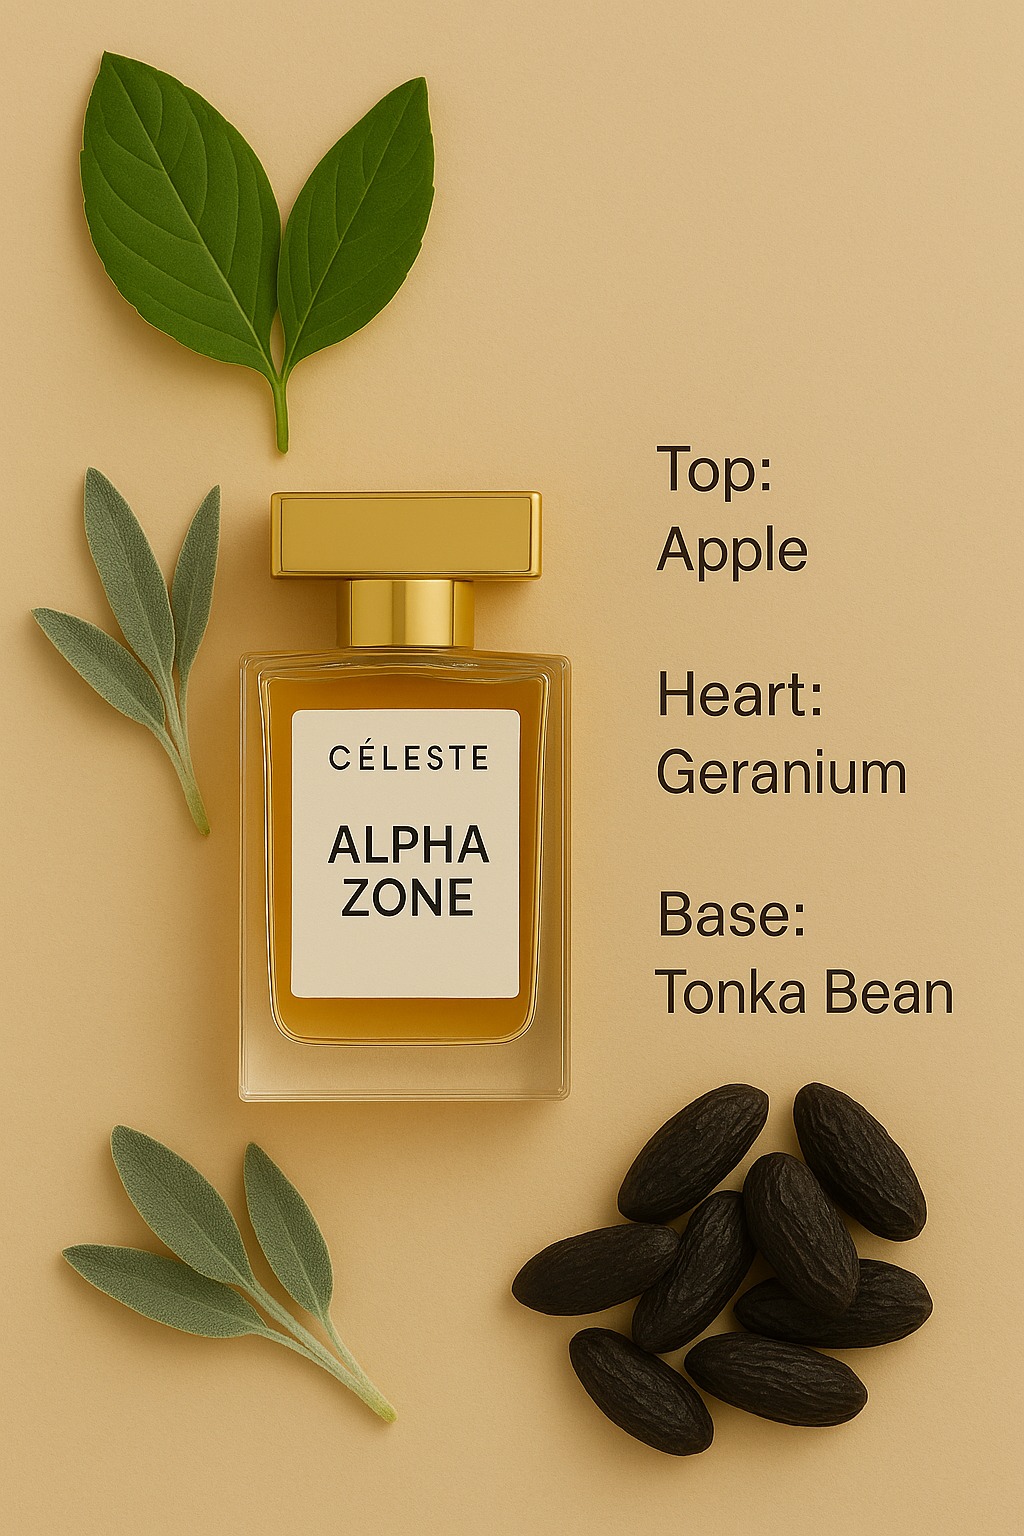 CÉLESTE
ALPHA
ZONE
Top:
Apple
Heart:
Geranium
Base:
Tonka Bean